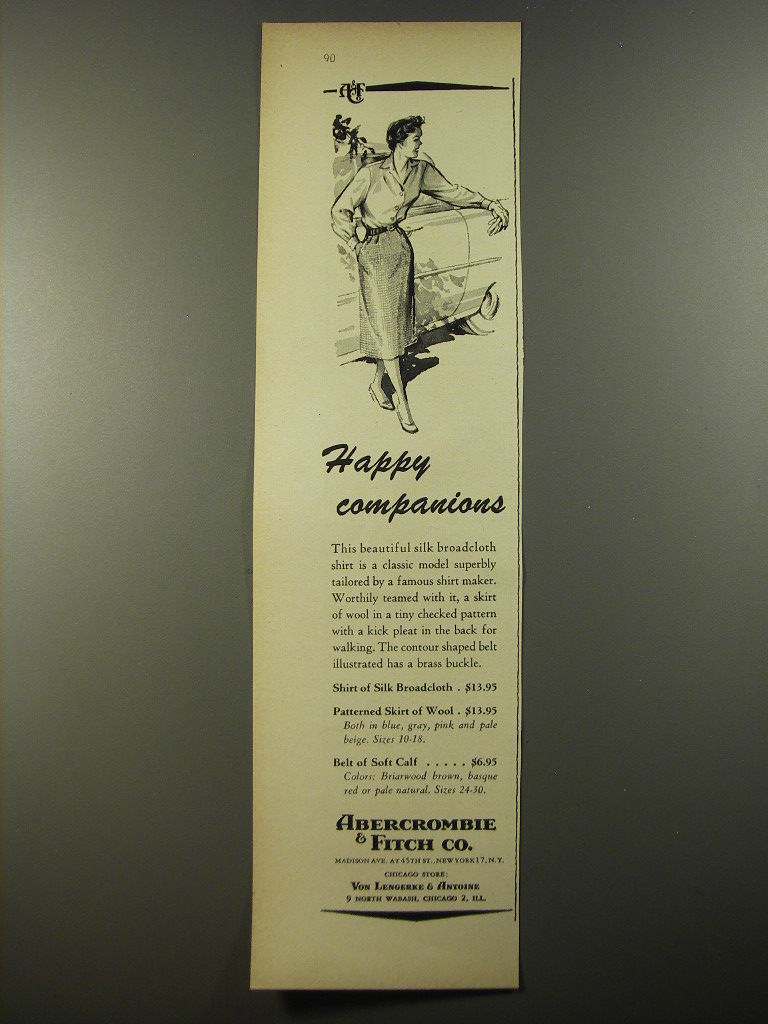 90
A&F Co
Happy
companions
This beautiful silk broadcloth
shirt is a classic model superbly
tailored by a famous shirt maker.
Worthily teamed with it, a skirt
of wool in a tiny checked pattern
with a kick pleat in the back for
walking. The contour shaped belt
illustrated has a brass buckle.
Shirt of Silk Broadcloth . $13.95
Patterned Skirt of Wool . $13.95
Both in blue, gray, pink and pale
beige. Sizes 10-18.
Belt of Soft Calf . . . . . $6.95
Colors: Briarwood brown, basque
red or pale natural. Sizes 24-30.
ABERCROMBIE
& FITCH CO.
MADISON AVE. AT 45TH ST., NEW YORK 17, N.Y.
CHICAGO STORE:
VON LENGERKE & ANTOINE
9 NORTH WABASH, CHICAGO 2, ILL.